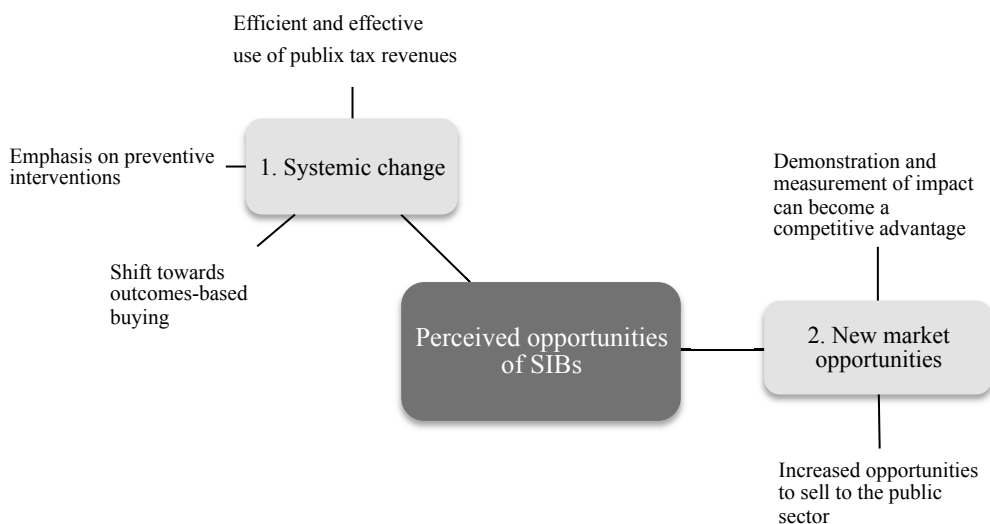 Efficient and effective
use of publix tax revenues
Emphasis on preventive
interventions
1. Systemic change
Shift towards
outcomes-based
buying
Perceived opportunities
of SIBs
Demonstration and
measurement of impact
can become a
competitive advantage
2. New market
opportunities
Increased opportunities
to sell to the public
sector